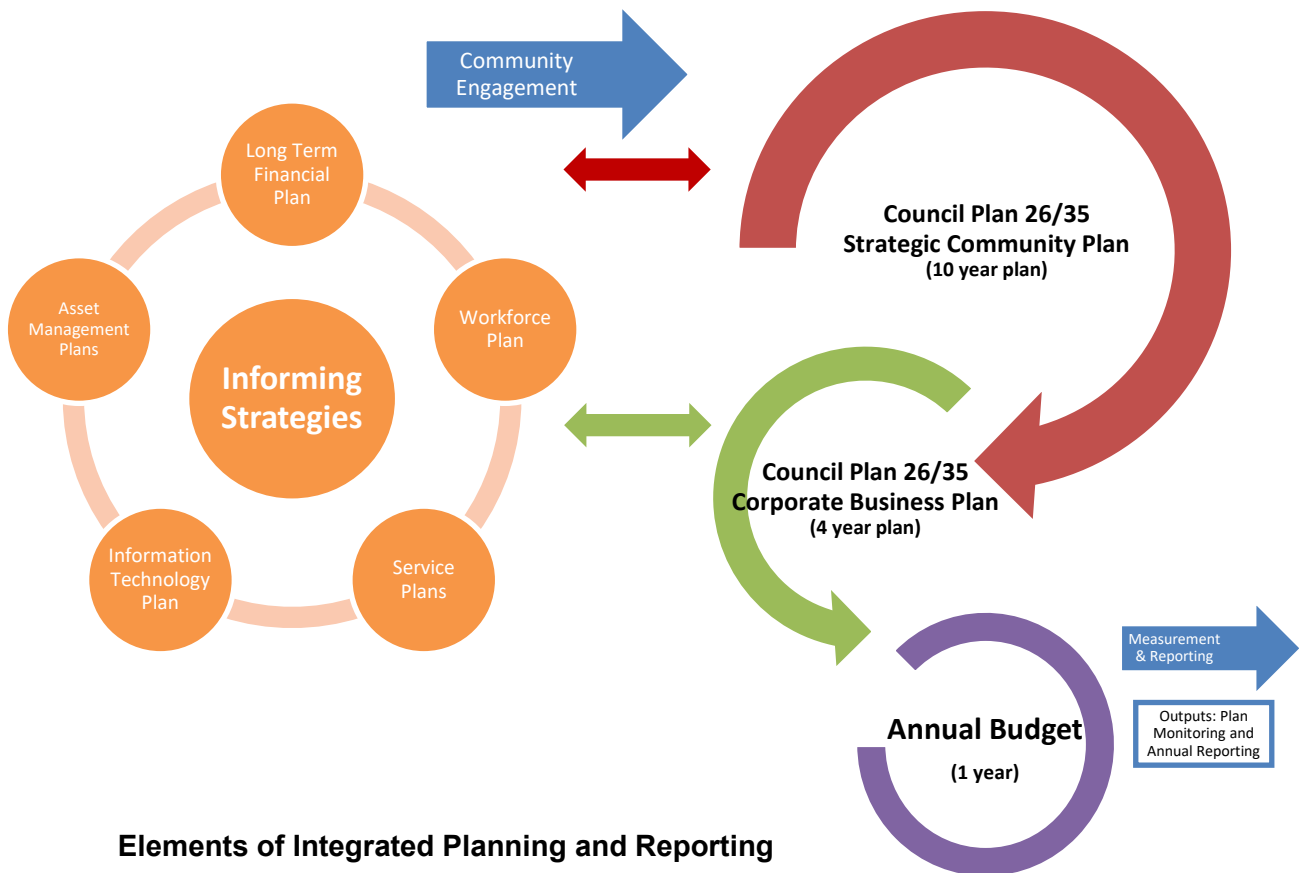 Community
Engagement
Long Term
Financial
Plan
Asset
Management
Plans
Workforce
Plan
Informing
Strategies
Information
Technology
Plan
Service
Plans
Council Plan 26/35
Strategic Community Plan
(10 year plan)
Council Plan 26/35
Corporate Business Plan
(4 year plan)
Annual Budget
(1 year)
Measurement
& Reporting
Outputs: Plan
Monitoring and
Annual Reporting
Elements of Integrated Planning and Reporting